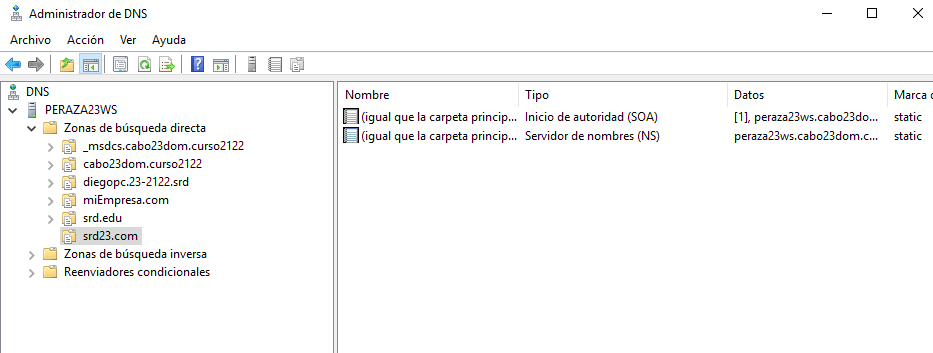 Administrador de DNS
Archivo Acción Ver Ayuda
DNS
PERAZA23WS
Zonas de búsqueda directa
_msdcs.cabo23dom.curso2122
cabo23dom.curso2122
diegopc.23-2122.srd
miEmpresa.com
srd.edu
srd23.com
Zonas de búsqueda inversa
Reenviadores condicionales
Nombre Tipo Datos Marca d
(igual que la carpeta princip... Inicio de autoridad (SOA) [1], peraza23ws.cabo23do... static
(igual que la carpeta princip... Servidor de nombres (NS) peraza23ws.cabo23dom.c... static